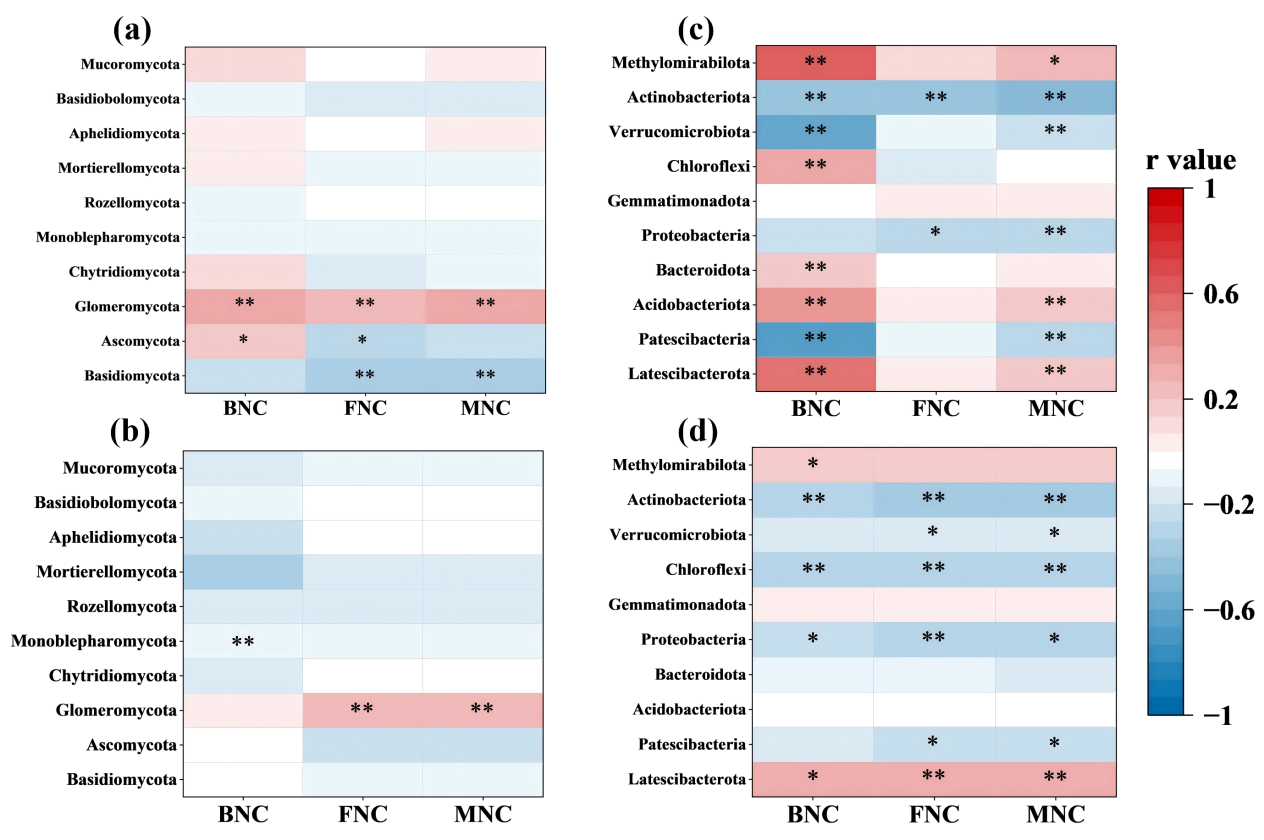 (a)
Mucoromycota
Basidiobolomycota
Aphelidiomycota
Mortierellomycota
Rozellomycota
Monoblepharomycota
Chytridiomycota
Glomeromycota ** ** **
Ascomycota * *
Basidiomycota ** **
BNC FNC MNC
(c)
Methylomirabilota ** *
Actinobacteriota ** ** **
Verrucomicrobiota ** **
Chloroflexi **
Gemmatimonadota
Proteobacteria * **
Bacteroidota **
Acidobacteriota ** **
Patescibacteria ** **
Latescibacterota ** **
BNC FNC MNC
(b)
Mucoromycota
Basidiobolomycota
Aphelidiomycota
Mortierellomycota
Rozellomycota
Monoblepharomycota **
Chytridiomycota
Glomeromycota ** **
Ascomycota
Basidiomycota
BNC FNC MNC
(d)
Methylomirabilota *
Actinobacteriota ** ** **
Verrucomicrobiota * *
Chloroflexi ** ** **
Gemmatimonadota
Proteobacteria * ** *
Bacteroidota
Acidobacteriota
Patescibacteria * *
Latescibacterota * ** **
BNC FNC MNC
r value
1
0.6
0.2
−0.2
−0.6
−1